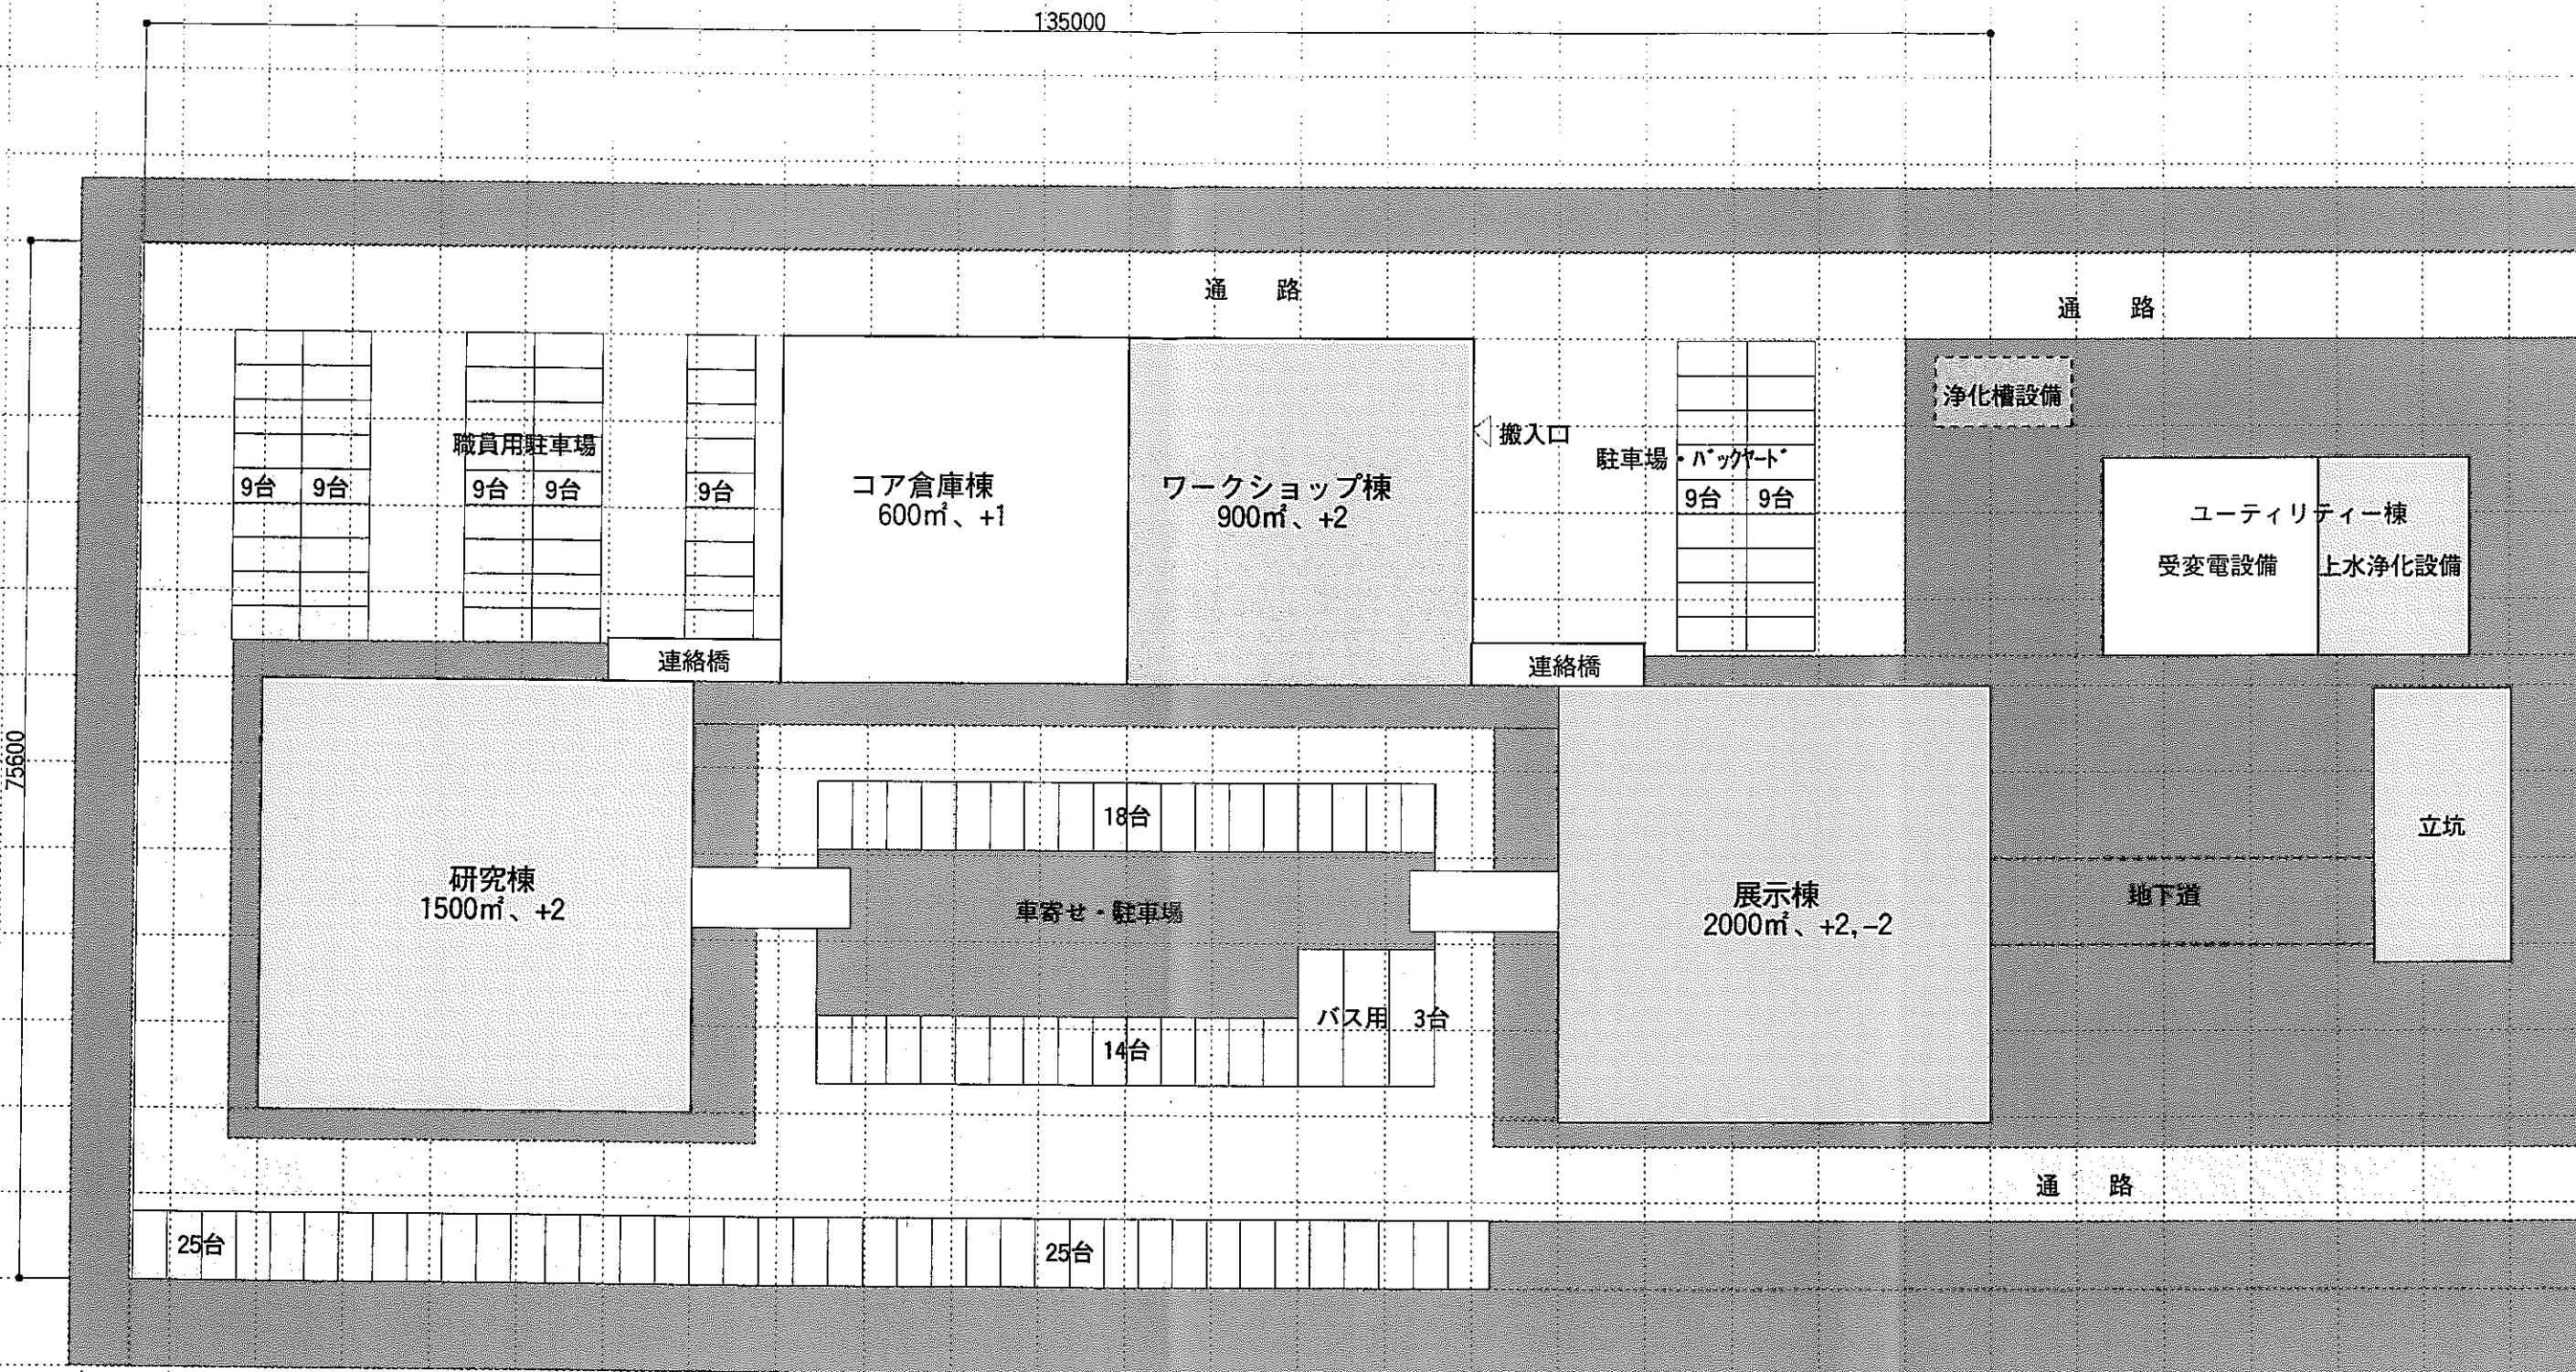 135000
通 路
通 路
浄化槽設備
職員用駐車場
搬入口
駐車場・バックヤード
9台 9台
9台 9台
9台
コア倉庫棟
600㎡、+1
ワークショップ棟
900㎡、+2
9台 9台
ユーティリティー棟
受変電設備
上水浄化設備
連絡橋
連絡橋
75600
18台
立坑
研究棟
1500㎡、+2
車寄せ・駐車場
展示棟
2000㎡、+2,-2
地下道
バス用 3台
14台
通 路
25台
25台